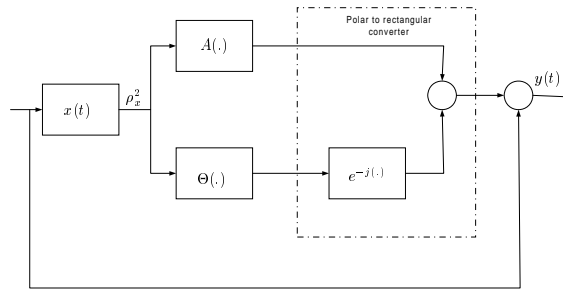 Polar to rectangular
converter
A(.)
y(t)
x(t)
ρ_x^2
Θ(.)
e^{-j(.)}